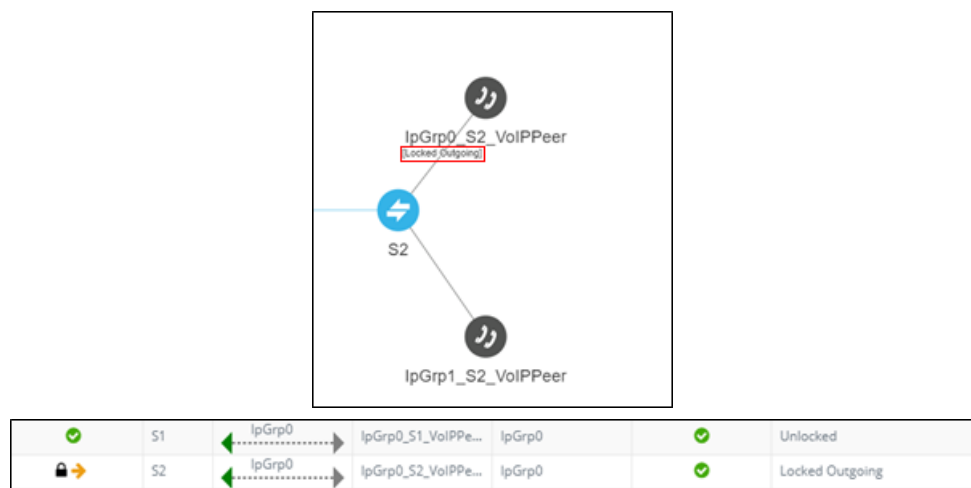 IpGrp0_S2_VoIPPeer
[Locked Outgoing]
S2
IpGrp1_S2_VoIPPeer
S1 IpGrp0 IpGrp0_S1_VoIPPe... IpGrp0 Unlocked
S2 IpGrp0 IpGrp0_S2_VoIPPe... IpGrp0 Locked Outgoing